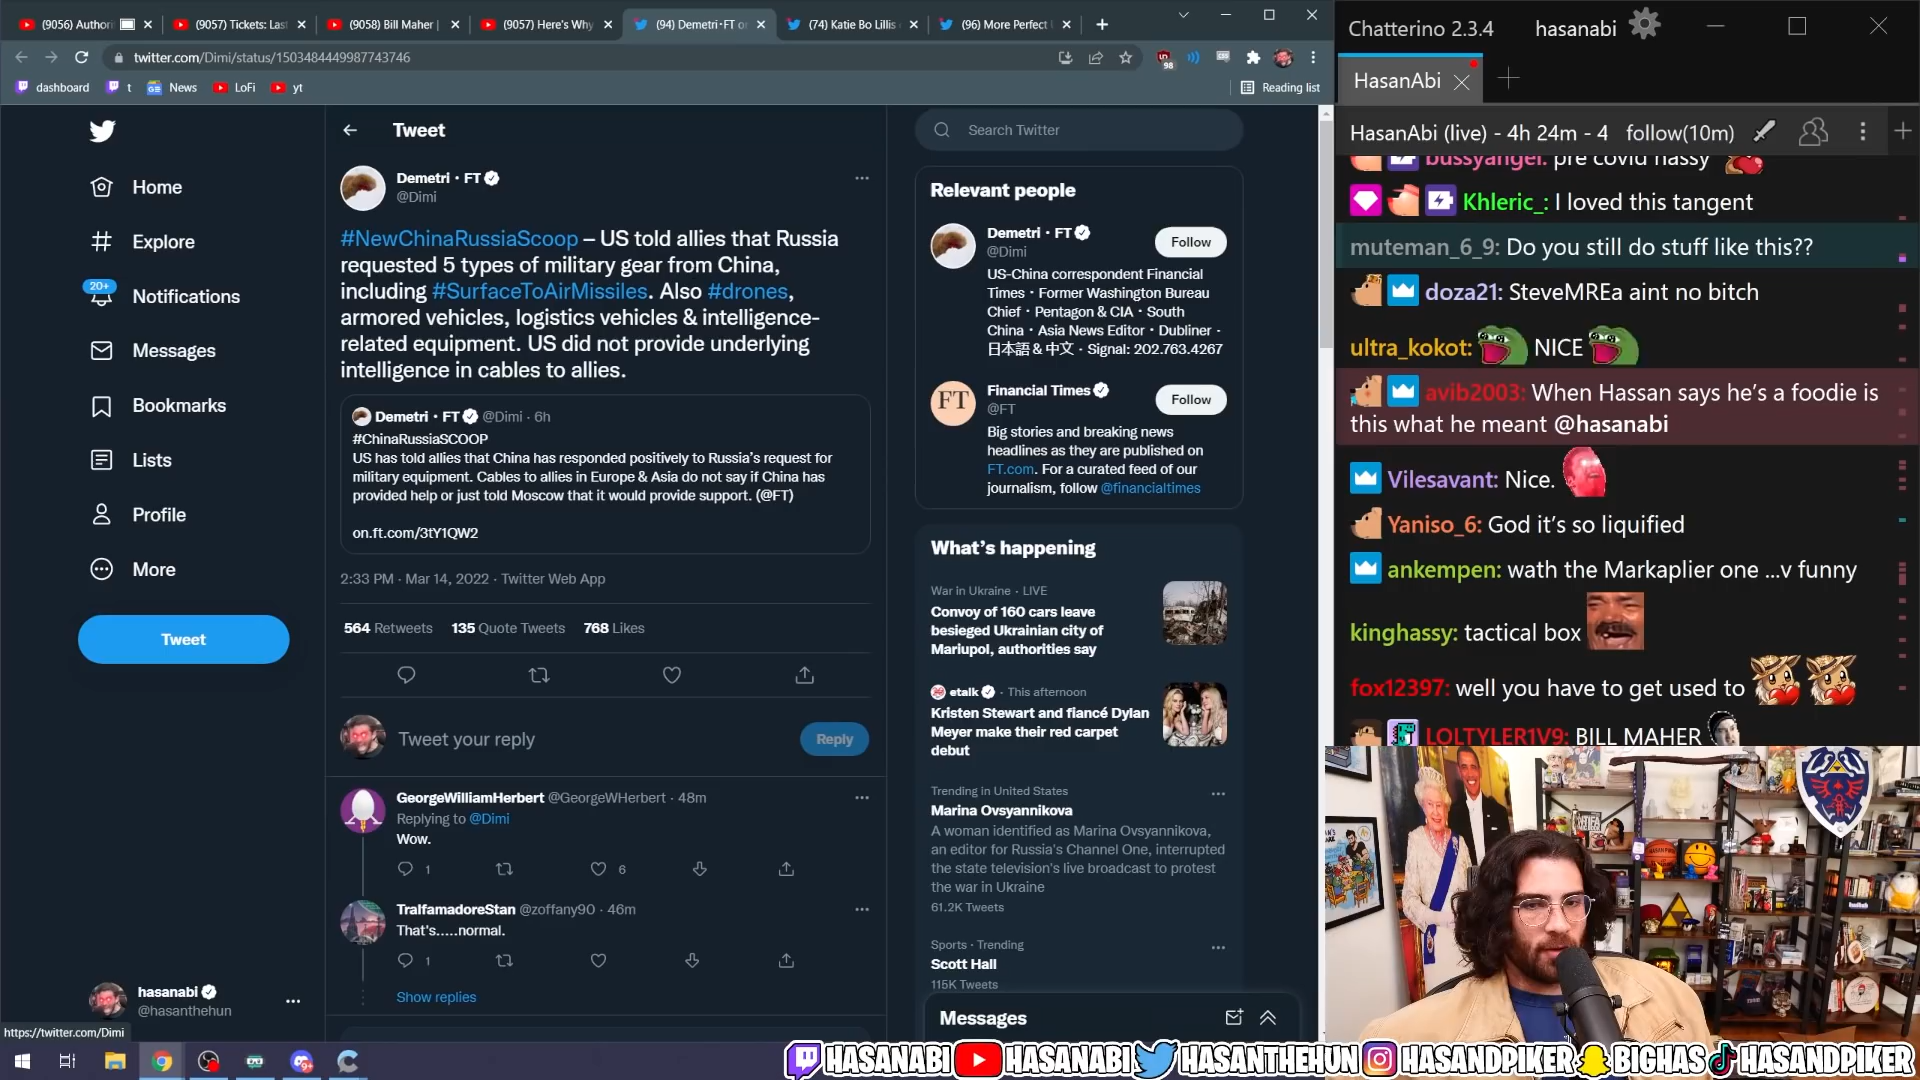 (9056) Author
(9057) Tickets: Last
(9058) Bill Maher |
(9057) Here's Why
(94) Demetri·FT o
(74) Katie Bo Lillis
(96) More Perfect
twitter.com/Dimi/status/1503484449987743746
98
dashboard
t
News
LoFi
yt
Reading list
Home
Explore
20+
Notifications
Messages
Bookmarks
Lists
Profile
More
Tweet
hasanabi
@hasanthehun
https://twitter.com/Dimi
Tweet
Demetri · FT
@Dimi
#NewChinaRussiaScoop – US told allies that Russia
requested 5 types of military gear from China,
including #SurfaceToAirMissiles. Also #drones,
armored vehicles, logistics vehicles & intelligence-
related equipment. US did not provide underlying
intelligence in cables to allies.
Demetri · FT @Dimi · 6h
#ChinaRussiaSCOOP
US has told allies that China has responded positively to Russia's request for
military equipment. Cables to allies in Europe & Asia do not say if China has
provided help or just told Moscow that it would provide support. (@FT)
on.ft.com/3tY1QW2
2:33 PM · Mar 14, 2022 · Twitter Web App
564 Retweets 135 Quote Tweets 768 Likes
Tweet your reply
Reply
GeorgeWilliamHerbert @GeorgeWHerbert · 48m
Replying to @Dimi
Wow.
1
6
TralfamadoreStan @zoffany90 · 46m
That's.....normal.
1
Show replies
Search Twitter
Relevant people
Demetri · FT
@Dimi
Follow
US-China correspondent Financial
Times · Former Washington Bureau
Chief · Pentagon & CIA · South
China · Asia News Editor · Dubliner ·
日本語 & 中文 · Signal: 202.763.4267
FT
Financial Times
@FT
Follow
Big stories and breaking news
headlines as they are published on
FT.com. For a curated feed of our
journalism, follow @financialtimes
What's happening
War in Ukraine · LIVE
Convoy of 160 cars leave
besieged Ukrainian city of
Mariupol, authorities say
etalk · This afternoon
Kristen Stewart and fiancé Dylan
Meyer make their red carpet
debut
Trending in United States
Marina Ovsyannikova
A woman identified as Marina Ovsyannikova,
an editor for Russia's Channel One, interrupted
the state television's live broadcast to protest
the war in Ukraine
61.2K Tweets
Sports · Trending
Scott Hall
115K Tweets
Messages
Chatterino 2.3.4
hasanabi
HasanAbi
HasanAbi (live) - 4h 24m - 4
follow(10m)
bussyangel: pre covid hassy
Khleric_: I loved this tangent
muteman_6_9: Do you still do stuff like this??
doza21: SteveMREa aint no bitch
ultra_kokot: NICE
avib2003: When Hassan says he's a foodie is
this what he meant @hasanabi
Vilesavant: Nice.
Yaniso_6: God it's so liquified
ankempen: wath the Markaplier one ...v funny
kinghassy: tactical box
fox12397: well you have to get used to
LOLTYLER1V9: BILL MAHER
HASANABI
HASANABI
HASANTHEHUN
HASANDPIKER
BIGHAS
HASANDPIKER